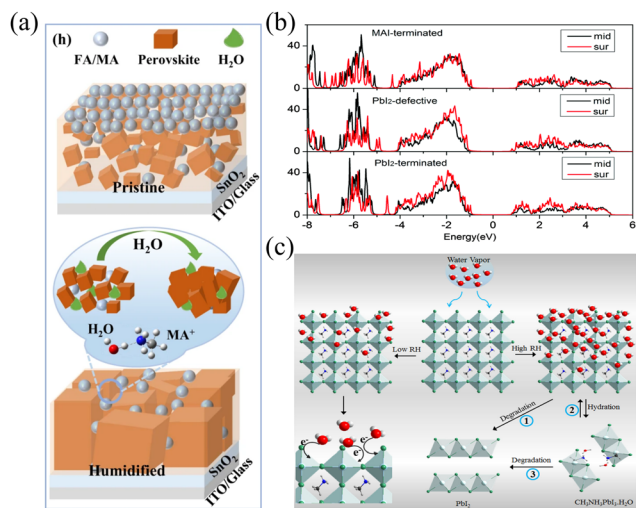 (a)
(h)
FA/MA
Perovskite
H₂O
Pristine
SnO₂
ITO/Glass
H₂O
H₂O
MA⁺
Humidified
SnO₂
ITO/Glass
(b)
MAI-terminated
mid
sur
40
0
PbI₂-defective
mid
sur
40
0
PbI₂-terminated
mid
sur
40
0
-8 -6 -4 -2 0 2 4 6
Energy(eV)
(c)
Water Vapor
Low RH
High RH
Degradation
1
2
Hydration
e⁻
e⁻
e⁻
Degradation
3
PbI₂
CH₃NH₃PbI₃.H₂O